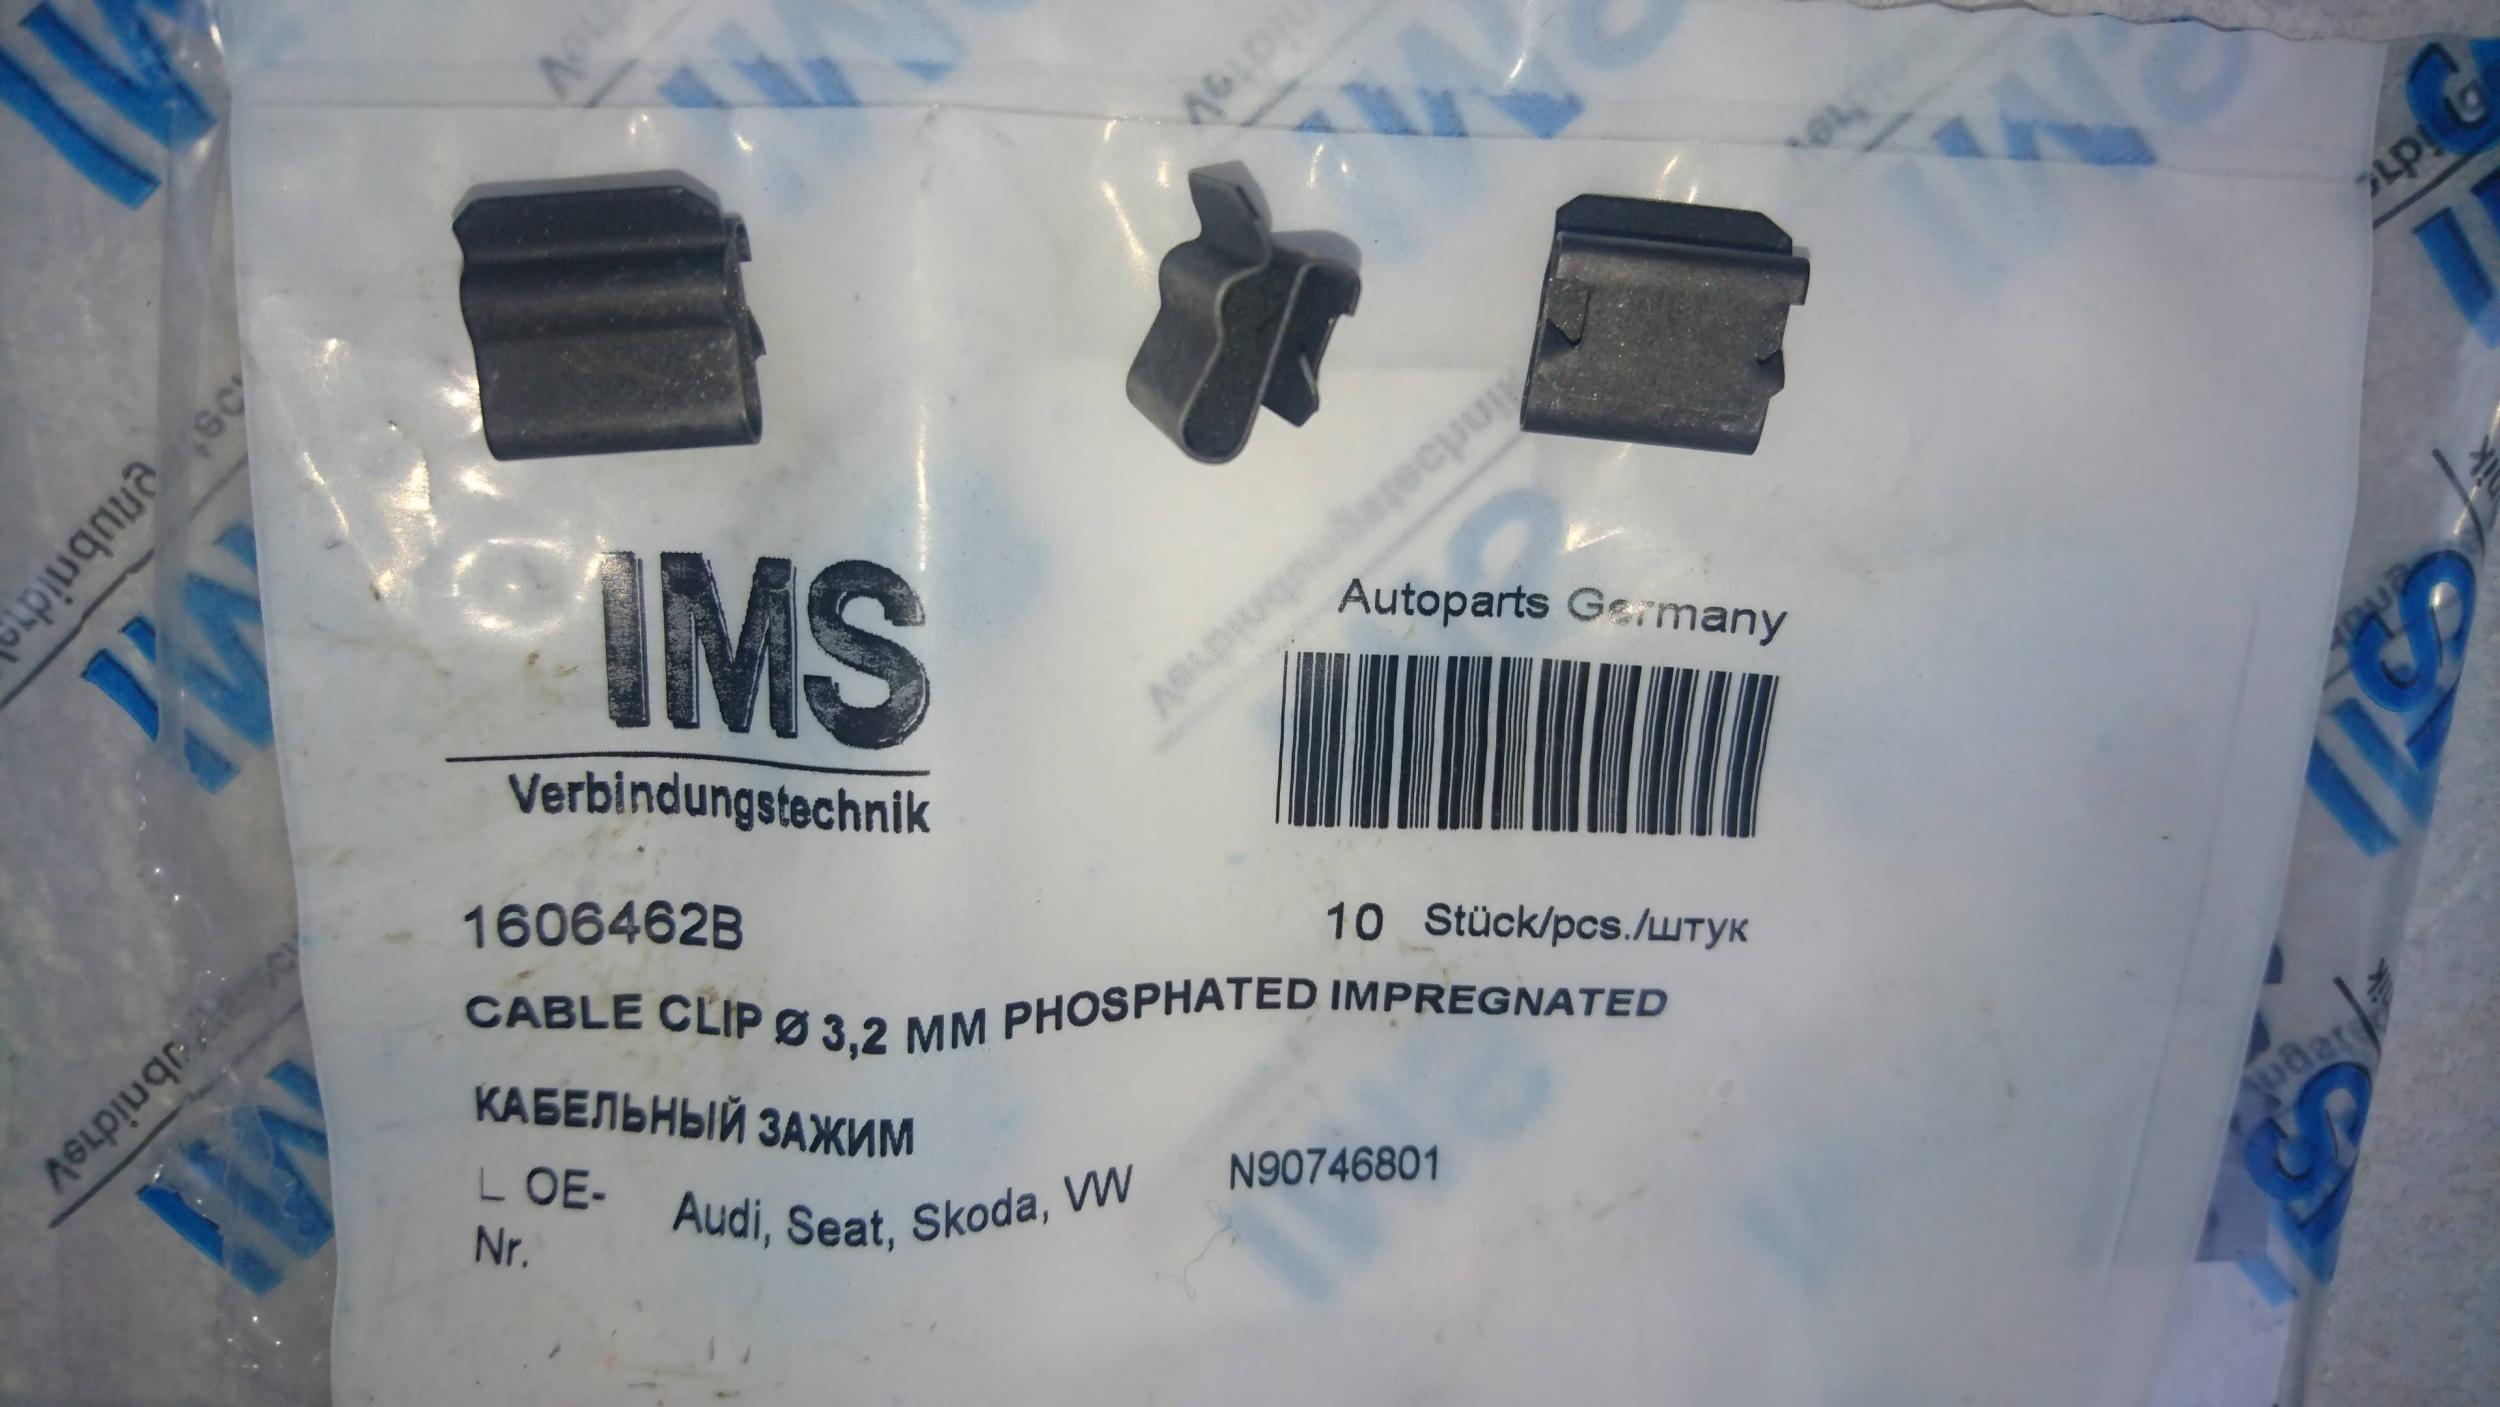 IMS
Verbindungstechnik
Autoparts Germany
1606462B
10 Stück/pcs./штук
CABLE CLIP Ø 3,2 MM PHOSPHATED IMPREGNATED
КАБЕЛЬНЫЙ ЗАЖИМ
L OE-
Nr.
Audi, Seat, Skoda, VW N90746801